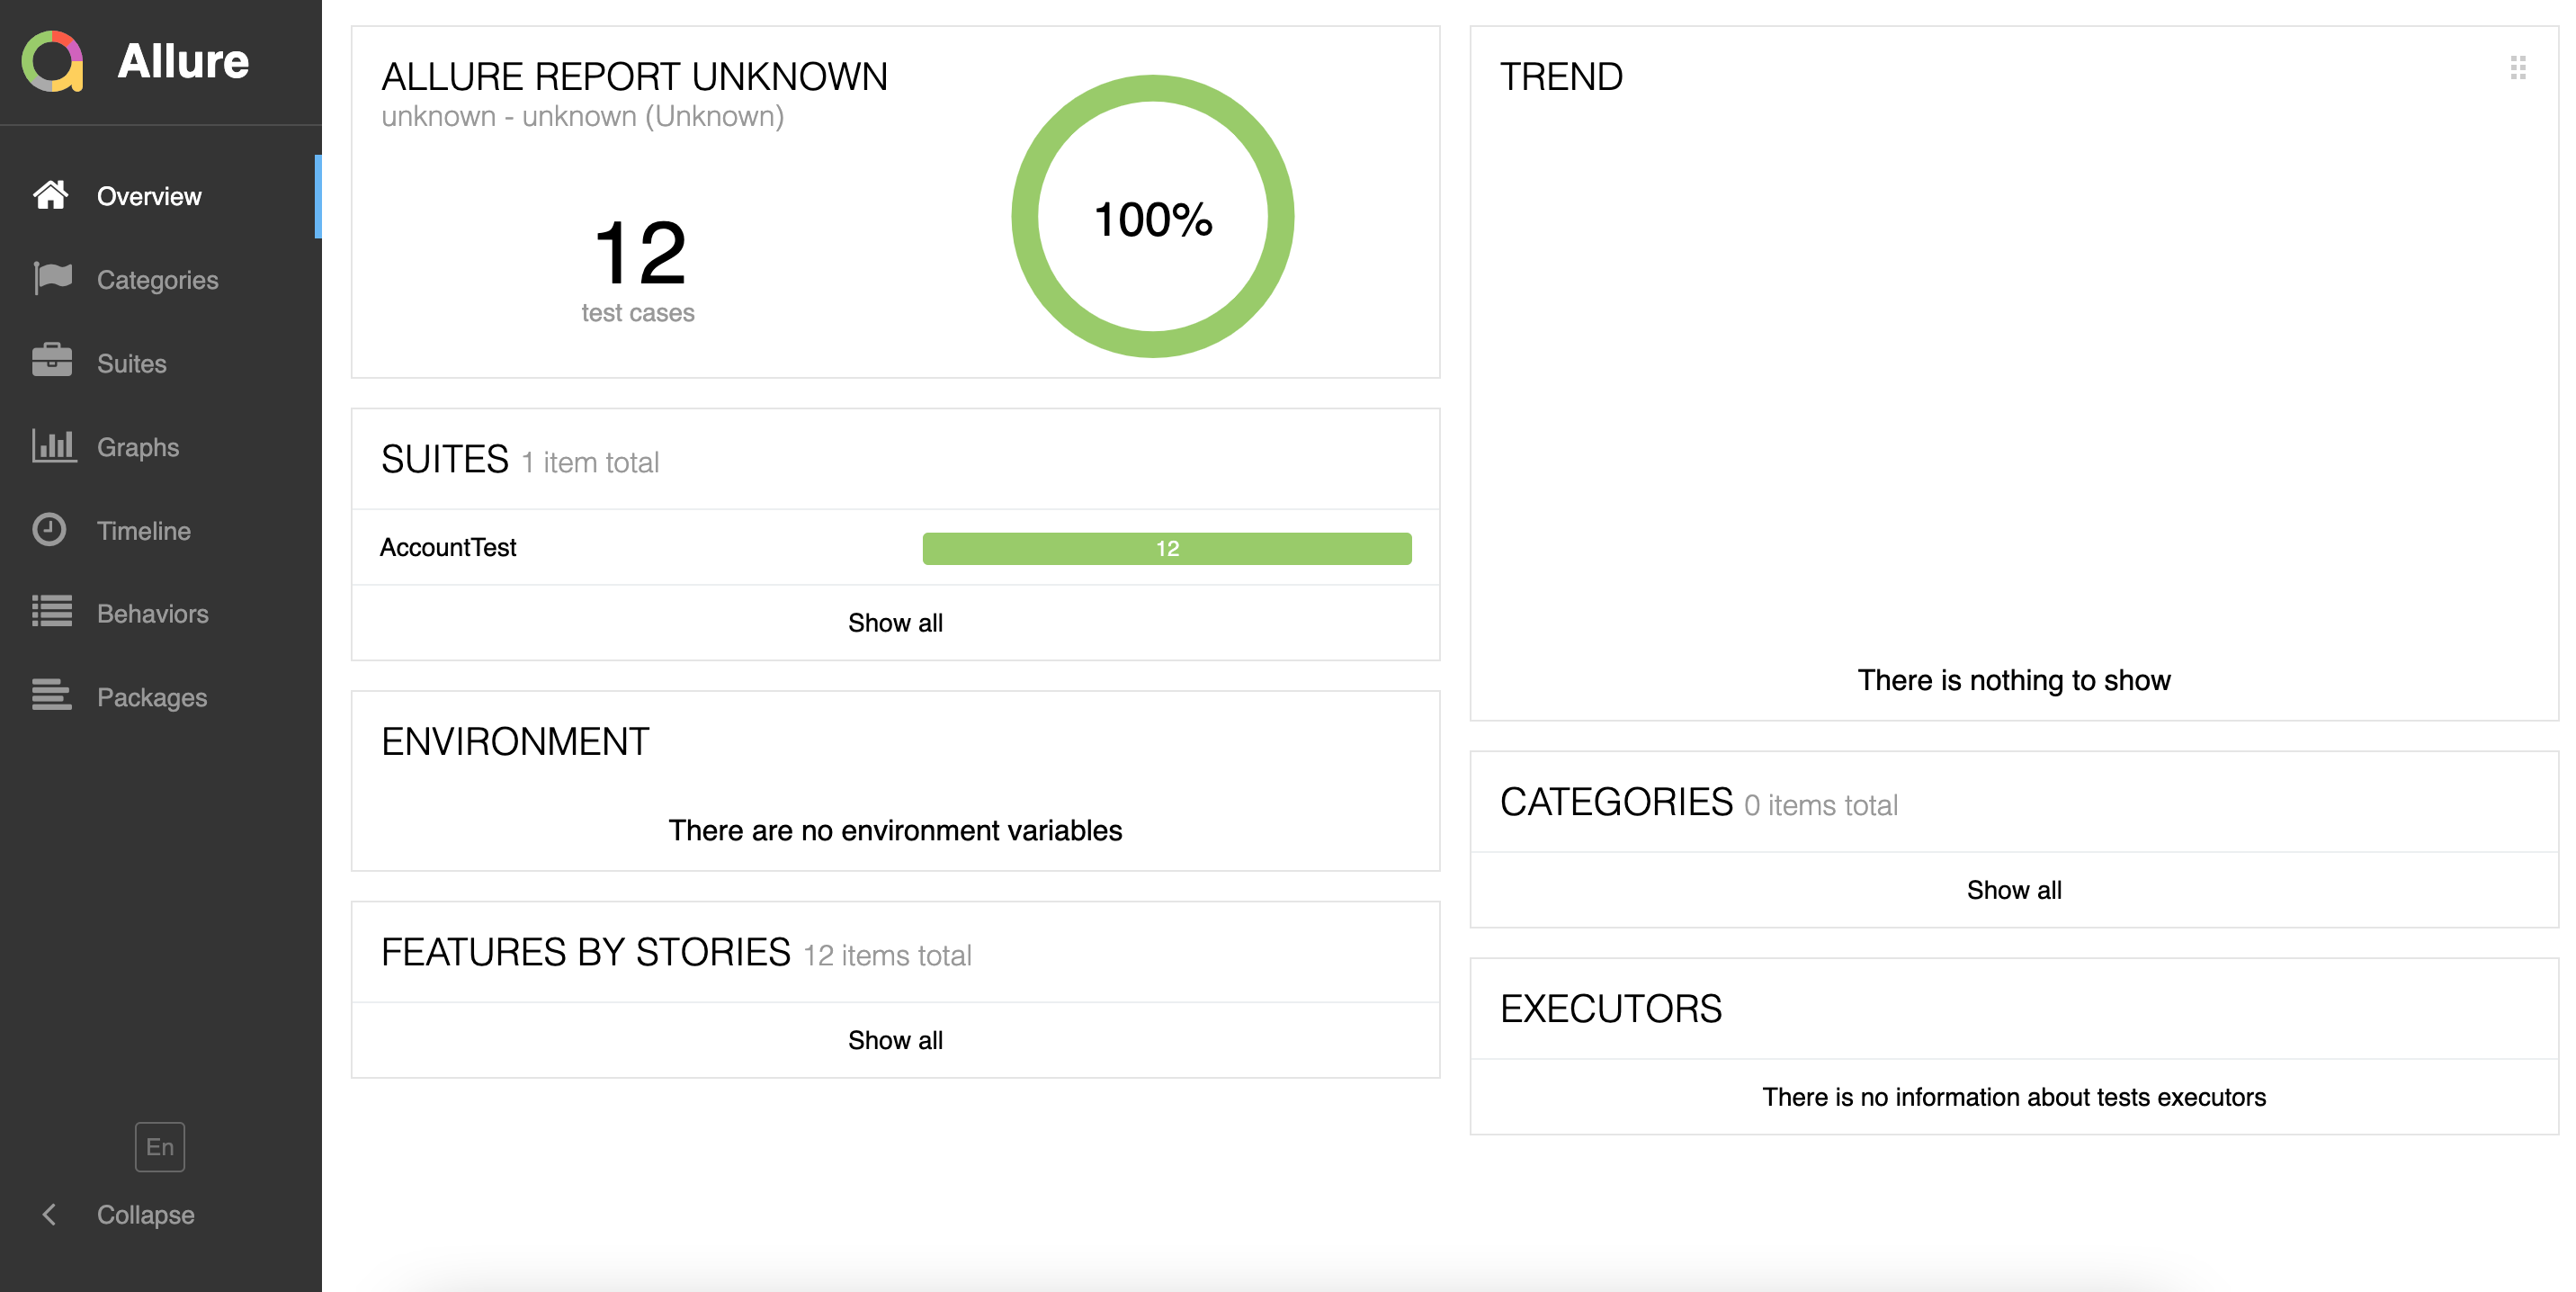 Allure
Overview
Categories
Suites
Graphs
Timeline
Behaviors
Packages
En
Collapse
ALLURE REPORT UNKNOWN
unknown - unknown (Unknown)
12
test cases
100%
SUITES 1 item total
AccountTest 12
Show all
ENVIRONMENT
There are no environment variables
FEATURES BY STORIES 12 items total
Show all
TREND
There is nothing to show
CATEGORIES 0 items total
Show all
EXECUTORS
There is no information about tests executors